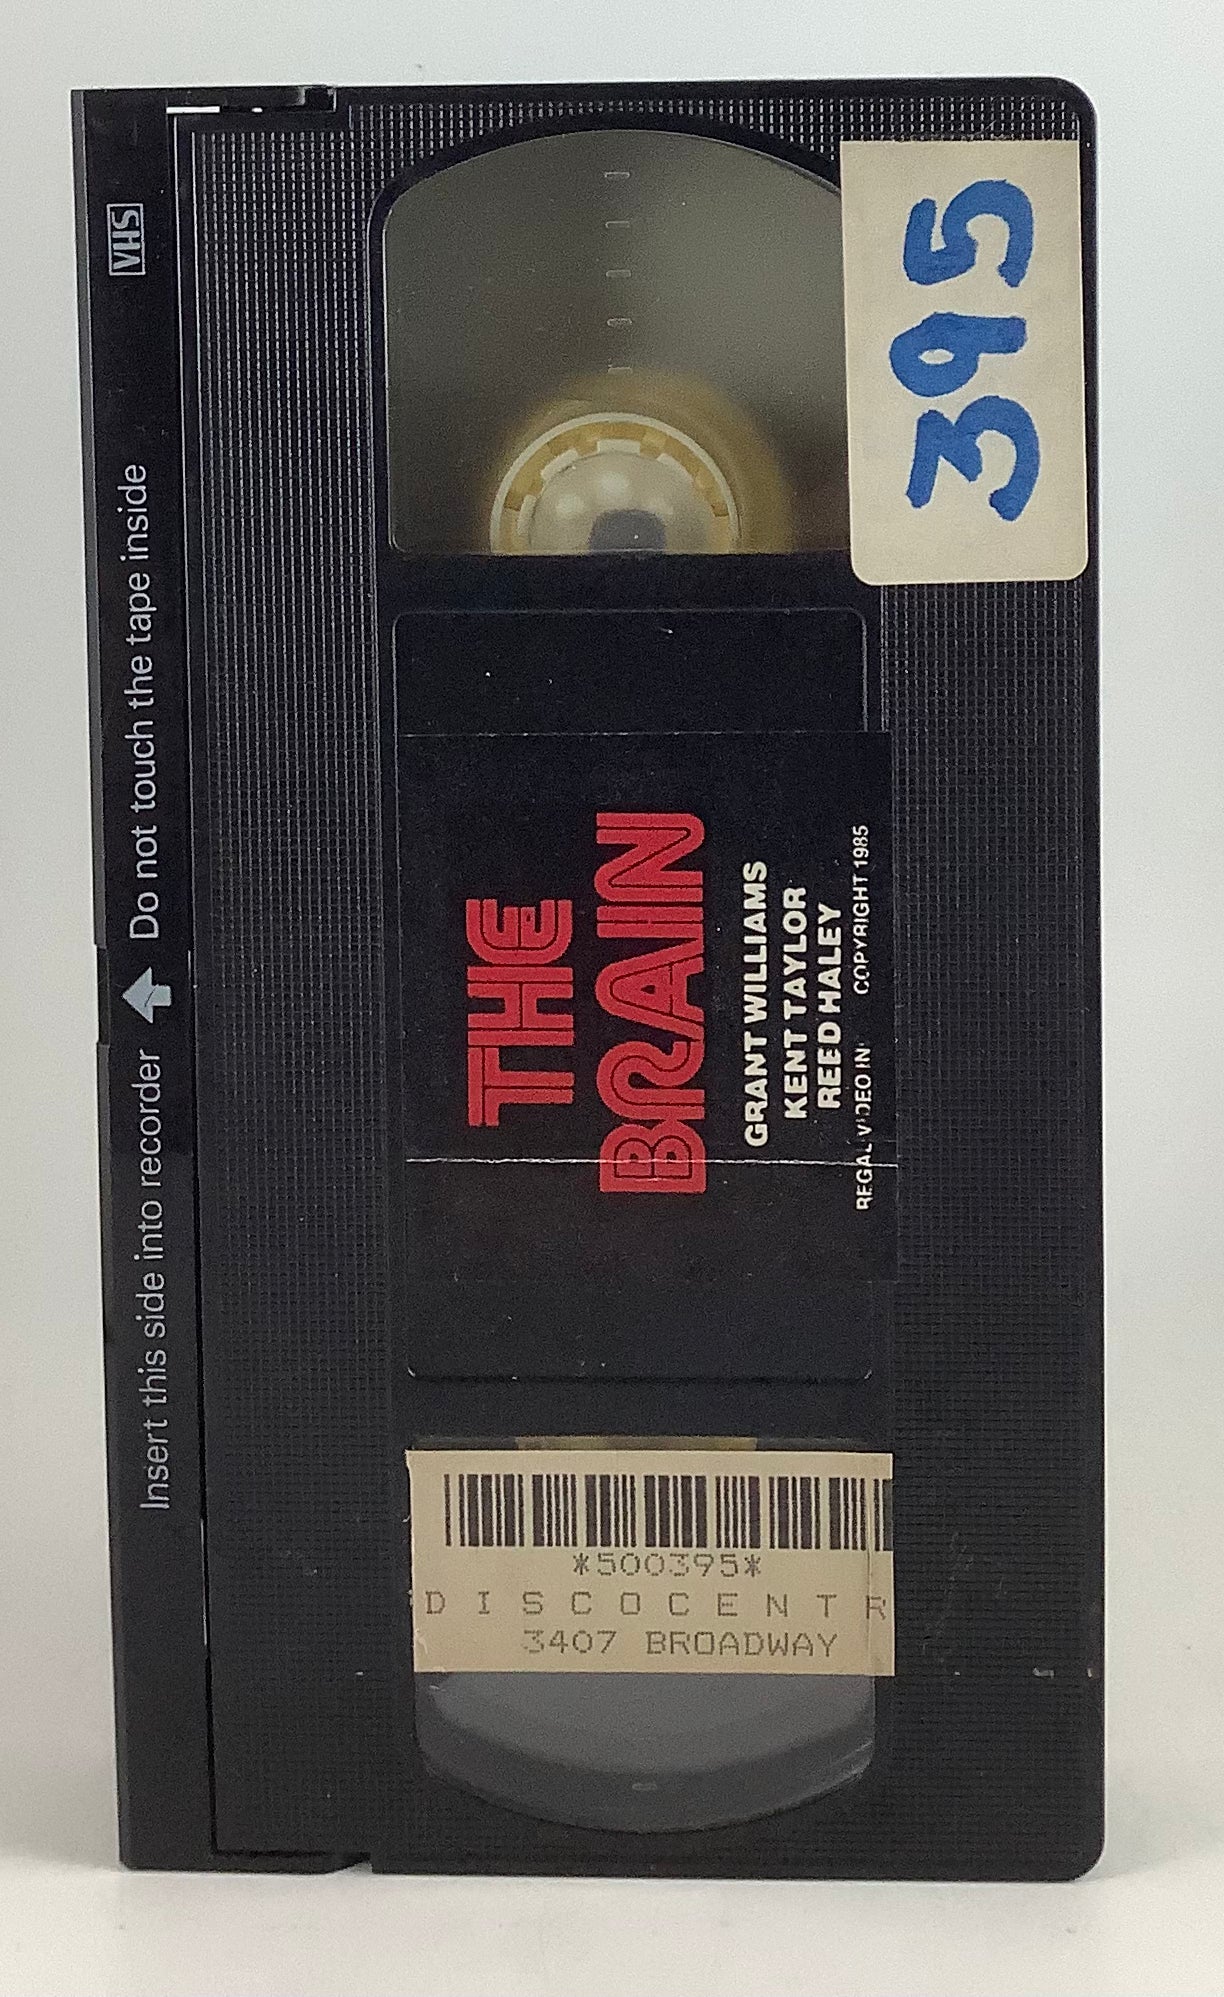 Insert this side into recorder Do not touch the tape inside
VHS
395
THE
BRAIN
GRANT WILLIAMS
KENT TAYLOR
REED HALEY
REGAL VIDEO IN COPYRIGHT 1985
*500395*
DISCOCENTR
3407 BROADWAY